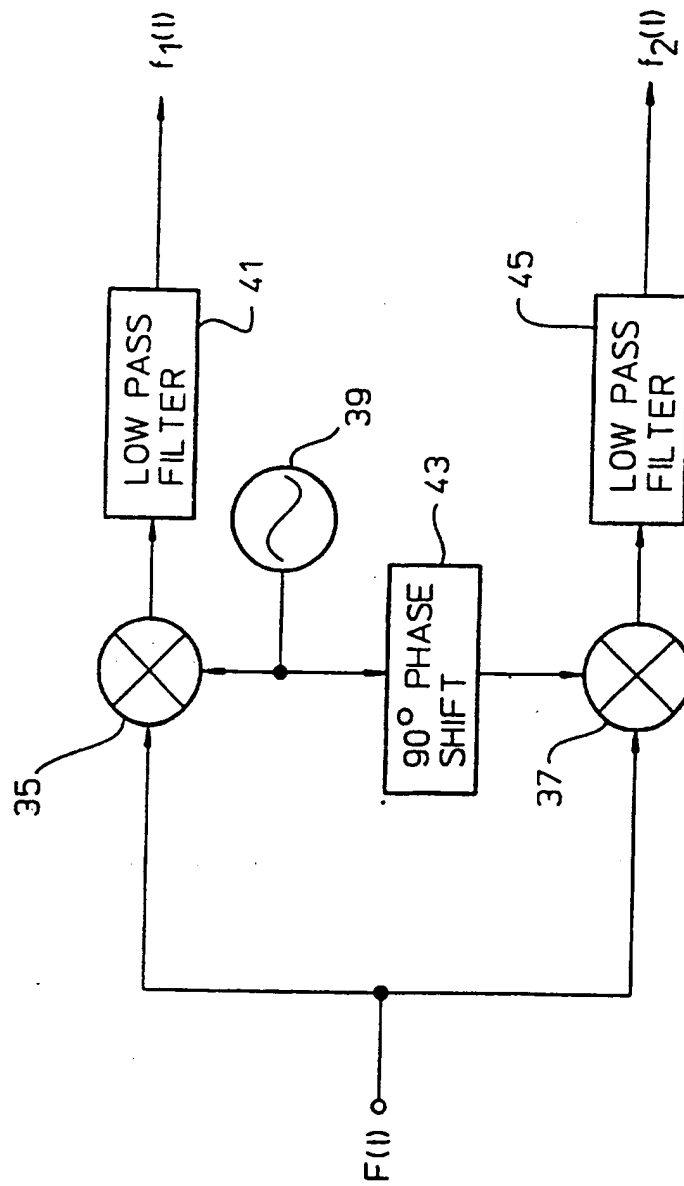 35
f1(l)
LOW PASS
FILTER
41
39
F(l)
90° PHASE
SHIFT
43
37
LOW PASS
FILTER
45
f2(l)